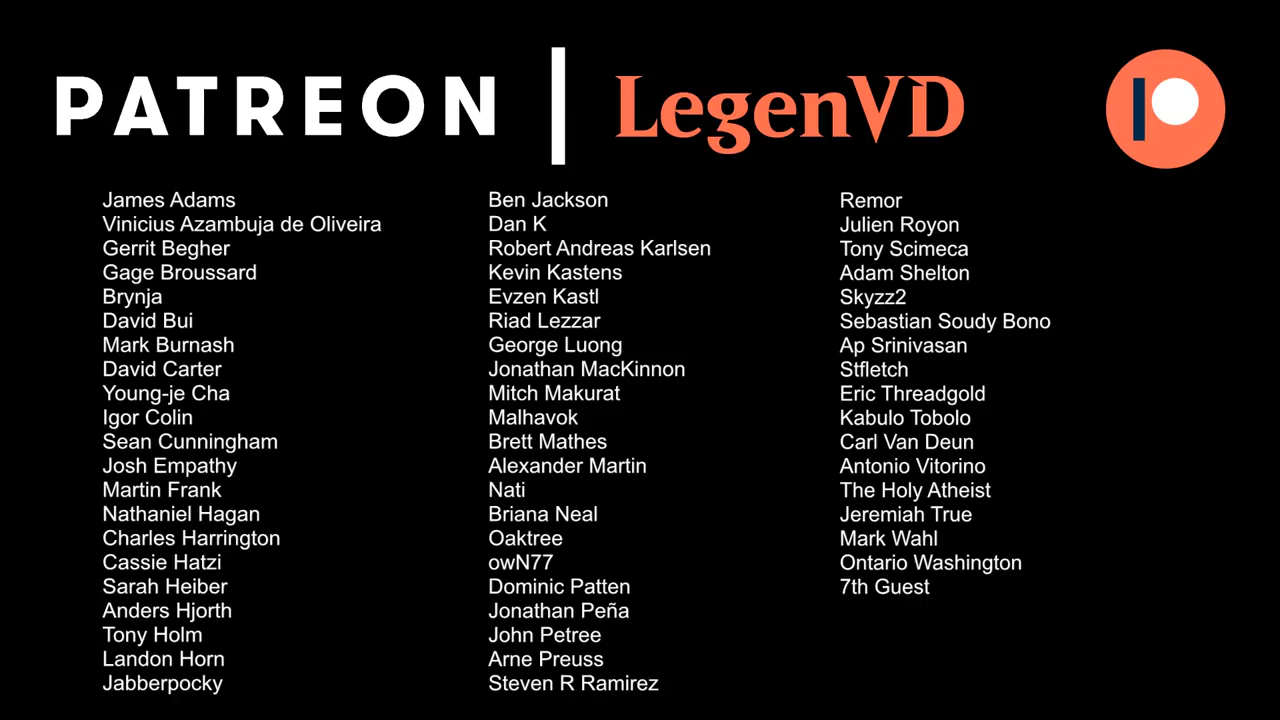 PATREON | LegenVD
James Adams
Vinicius Azambuja de Oliveira
Gerrit Begher
Gage Broussard
Brynja
David Bui
Mark Burnash
David Carter
Young-je Cha
Igor Colin
Sean Cunningham
Josh Empathy
Martin Frank
Nathaniel Hagan
Charles Harrington
Cassie Hatzi
Sarah Heiber
Anders Hjorth
Tony Holm
Landon Horn
Jabberpocky
Ben Jackson
Dan K
Robert Andreas Karlsen
Kevin Kastens
Evzen Kastl
Riad Lezzar
George Luong
Jonathan MacKinnon
Mitch Makurat
Malhavok
Brett Mathes
Alexander Martin
Nati
Briana Neal
Oaktree
owN77
Dominic Patten
Jonathan Peña
John Petree
Arne Preuss
Steven R Ramirez
Remor
Julien Royon
Tony Scimeca
Adam Shelton
Skyzz2
Sebastian Soudy Bono
Ap Srinivasan
Stfletch
Eric Threadgold
Kabulo Tobolo
Carl Van Deun
Antonio Vitorino
The Holy Atheist
Jeremiah True
Mark Wahl
Ontario Washington
7th Guest